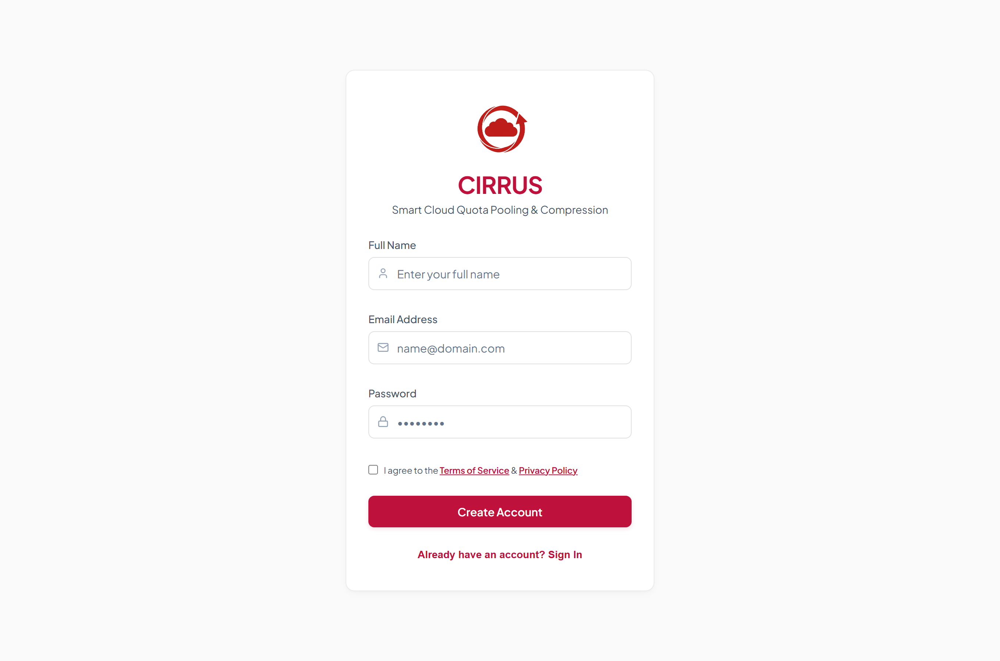 CIRRUS
Smart Cloud Quota Pooling & Compression
Full Name
Enter your full name
Email Address
name@domain.com
Password
••••••••
I agree to the Terms of Service & Privacy Policy
Create Account
Already have an account? Sign In